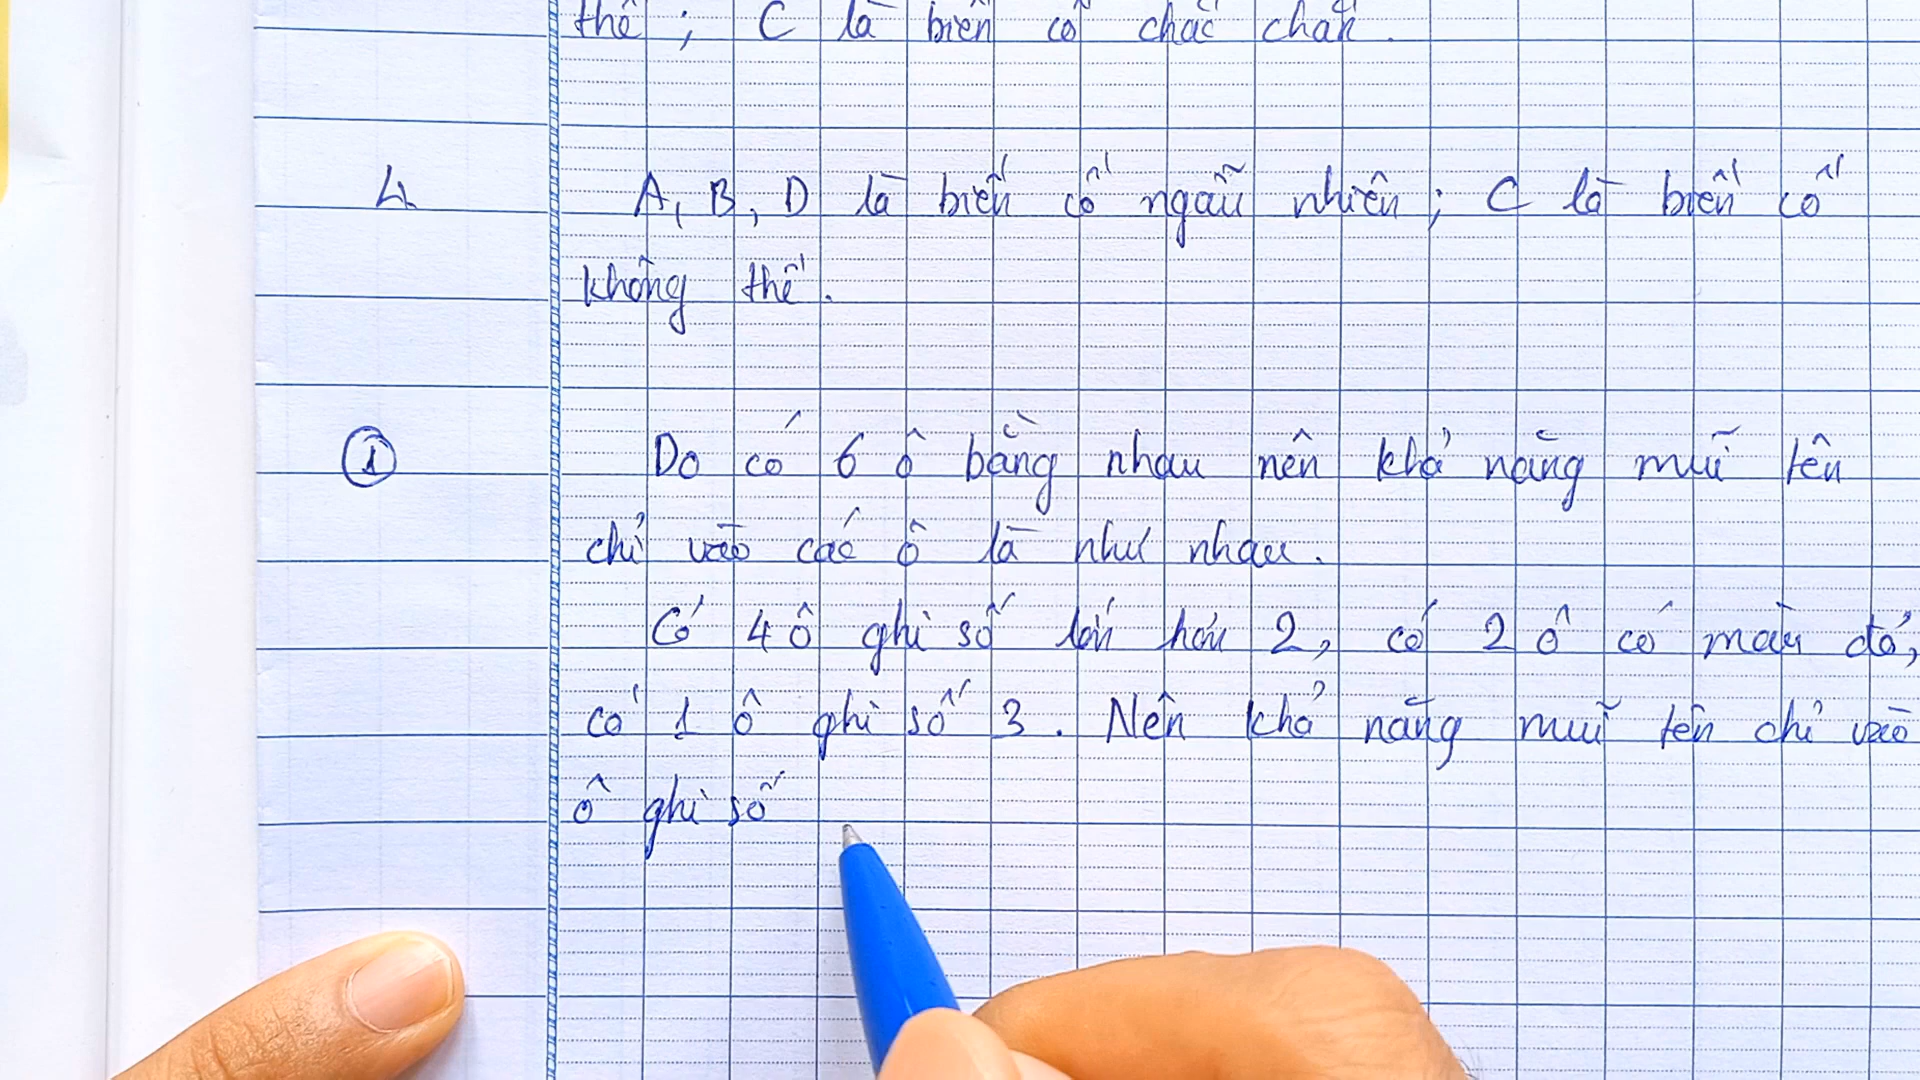 thể ; C là biến cố chắc chắn.
4 A, B, D là biến cố ngẫu nhiên ; C là biến cố
không thể.
① Do có 6 ô bằng nhau nên khả năng mũi tên
chỉ vào các ô là như nhau.
Có 4 ô ghi số lớn hơn 2, có 2 ô có màu đỏ,
có 1 ô ghi số 3. Nên khả năng mũi tên chỉ vào
ô ghi số